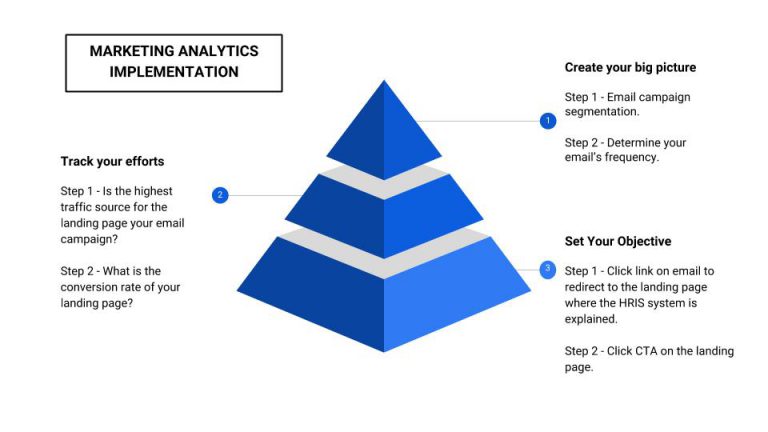 MARKETING ANALYTICS
IMPLEMENTATION
Create your big picture
Step 1 - Email campaign
segmentation.
Step 2 - Determine your
email's frequency.
1
Track your efforts
Step 1 - Is the highest
traffic source for the
landing page your email
campaign?
Step 2 - What is the
conversion rate of your
landing page?
2
Set Your Objective
Step 1 - Click link on email to
redirect to the landing page
where the HRIS system is
explained.
Step 2 - Click CTA on the landing
page.
3